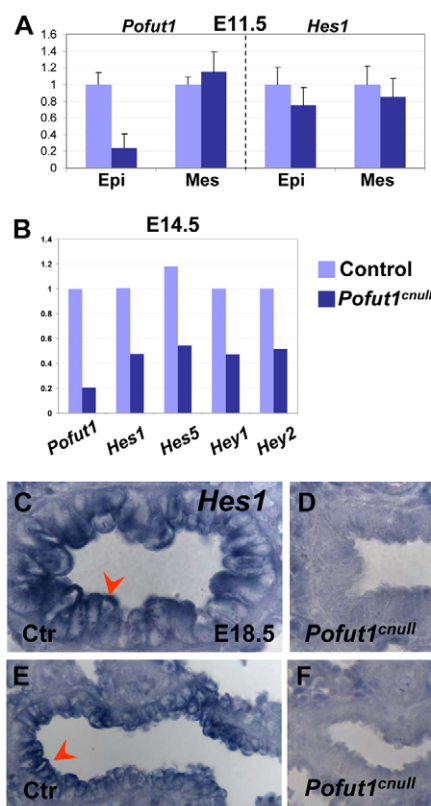 A
E11.5
Pofut1
Hes1
1.6
1.4
1.2
1
0.8
0.6
0.4
0.2
0
Epi
Mes
Epi
Mes
B
E14.5
1.4
1.2
1
0.8
0.6
0.4
0.2
0
Pofut1
Hes1
Hes5
Hey1
Hey2
Control
Pofut1cnull
C
Hes1
Ctr
E18.5
D
Pofut1cnull
E
Ctr
F
Pofut1cnull